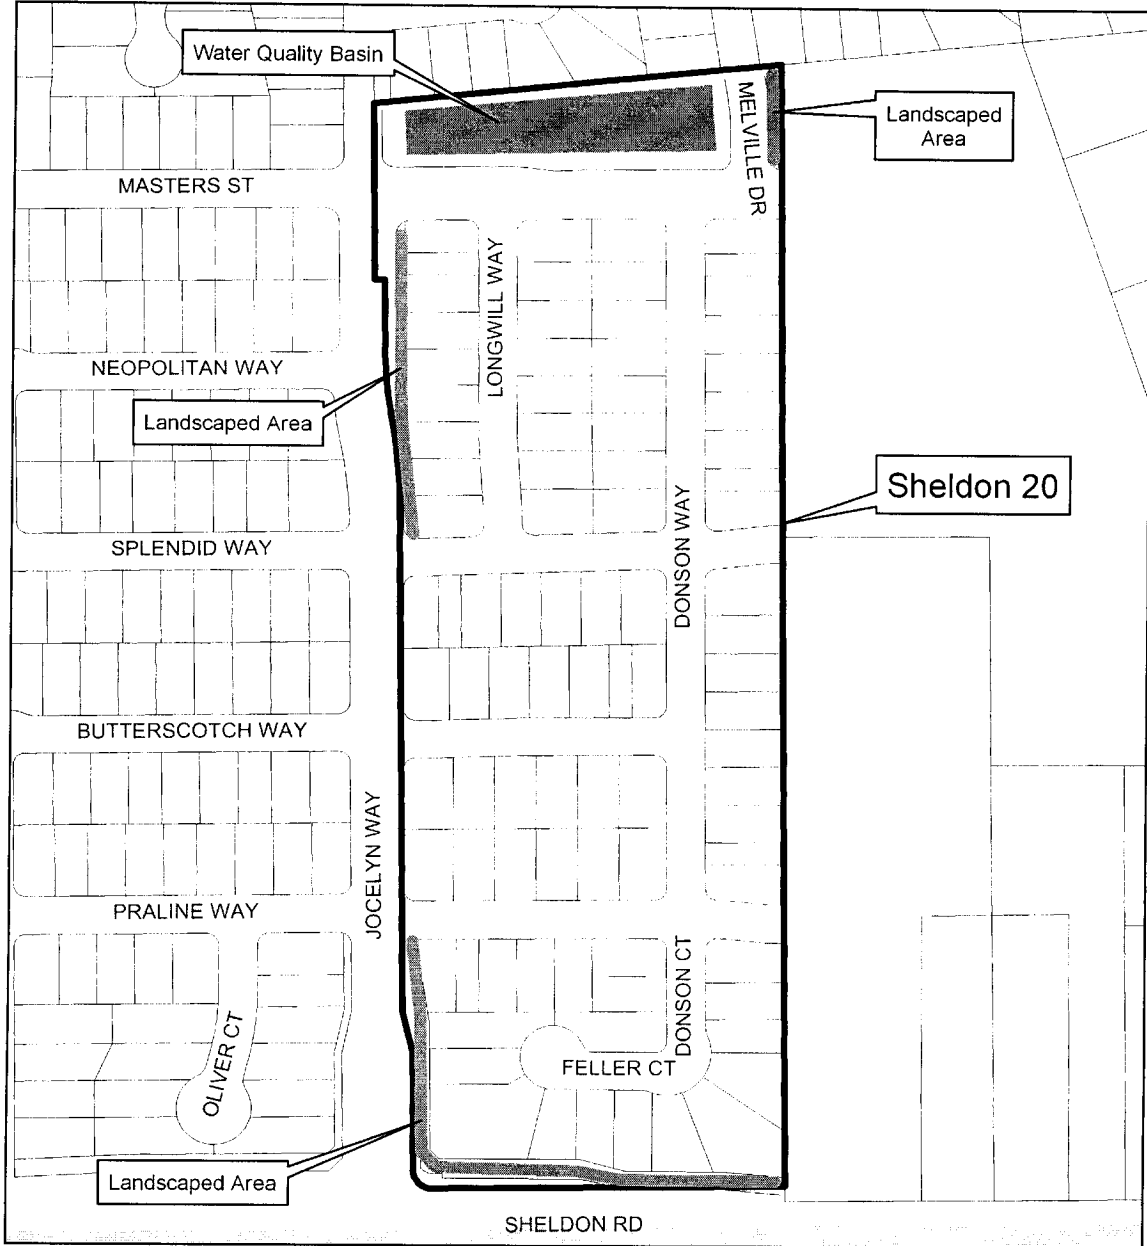 Water Quality Basin
MELVILLE DR
Landscaped
Area
MASTERS ST
LONGWILL WAY
NEOPOLITAN WAY
Landscaped Area
Sheldon 20
DONSON WAY
SPLENDID WAY
BUTTERSCOTCH WAY
JOCELYN WAY
PRALINE WAY
DONSON CT
OLIVER CT
FELLER CT
Landscaped Area
SHELDON RD